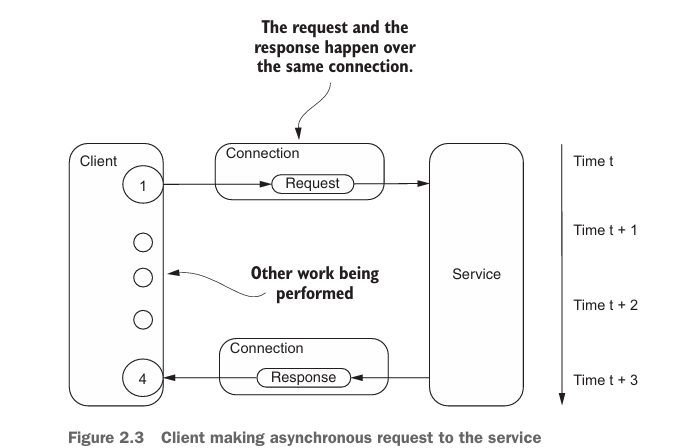 The request and the
response happen over
the same connection.
Client
Connection
Time t
1
Request
Time t + 1
Other work being
performed
Service
Time t + 2
Connection
4
Response
Time t + 3
Figure 2.3 Client making asynchronous request to the service